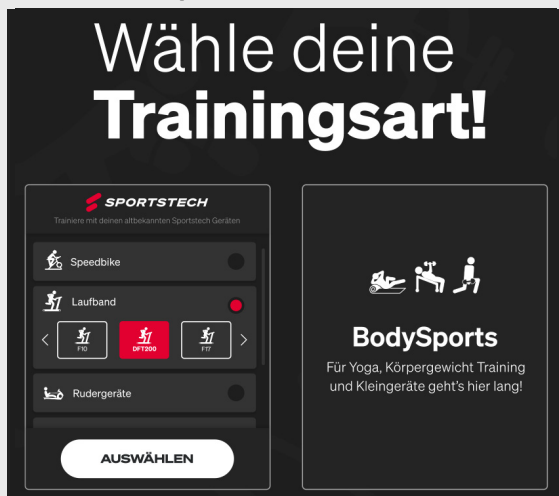 Wähle deine
Trainingsart!
SPORTSTECH
Trainiere mit deinen altbekannten Sportstech Geräten
Speedbike
Laufband
F10
DFT200
F17
Rudergeräte
AUSWÄHLEN
BodySports
Für Yoga, Körpergewicht Training
und Kleingeräte geht's hier lang!